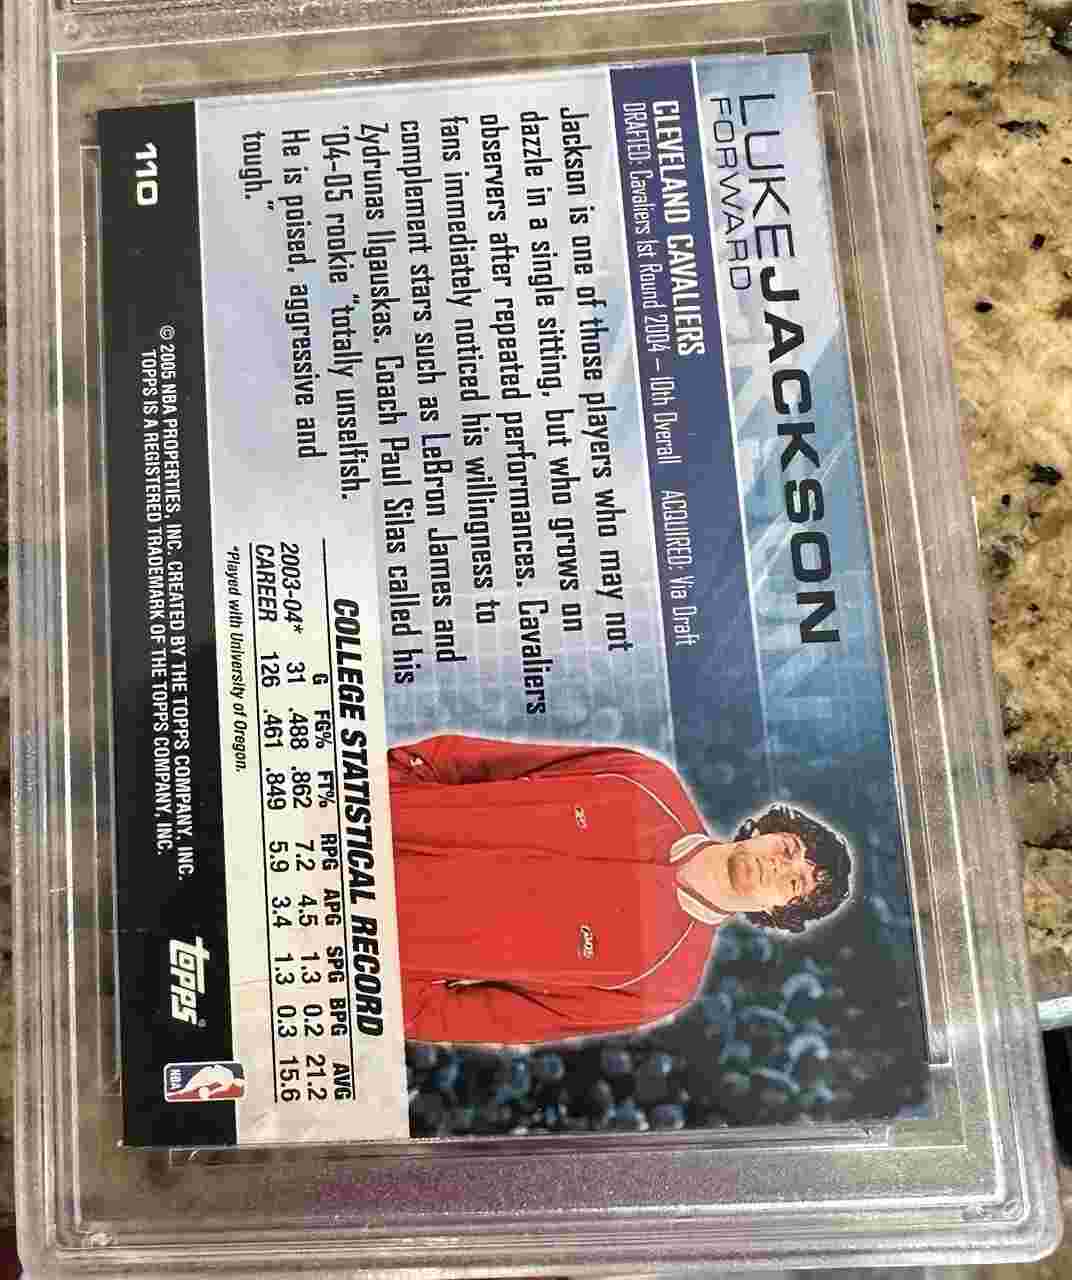 LUKEJACKSON
FORWARD
CLEVELAND CAVALIERS
DRAFTED: Cavaliers 1st Round 2004 – 10th Overall ACQUIRED: Via Draft
Jackson is one of those players who may not
dazzle in a single sitting, but who grows on
observers after repeated performances. Cavaliers
fans immediately noticed his willingness to
complement stars such as LeBron James and
Zydrunas Ilgauskas. Coach Paul Silas called his
'04-05 rookie "totally unselfish.
He is poised, aggressive and
tough."
COLLEGE STATISTICAL RECORD
G FG% FT% RPG APG SPG BPG AVG
2003-04* 31 .488 .862 7.2 4.5 1.3 0.2 21.2
CAREER 126 .461 .849 5.9 3.4 1.3 0.3 15.6
*Played with University of Oregon.
110
© 2005 NBA PROPERTIES, INC. CREATED BY THE TOPPS COMPANY, INC.
TOPPS IS A REGISTERED TRADEMARK OF THE TOPPS COMPANY, INC.
topps®
NBA